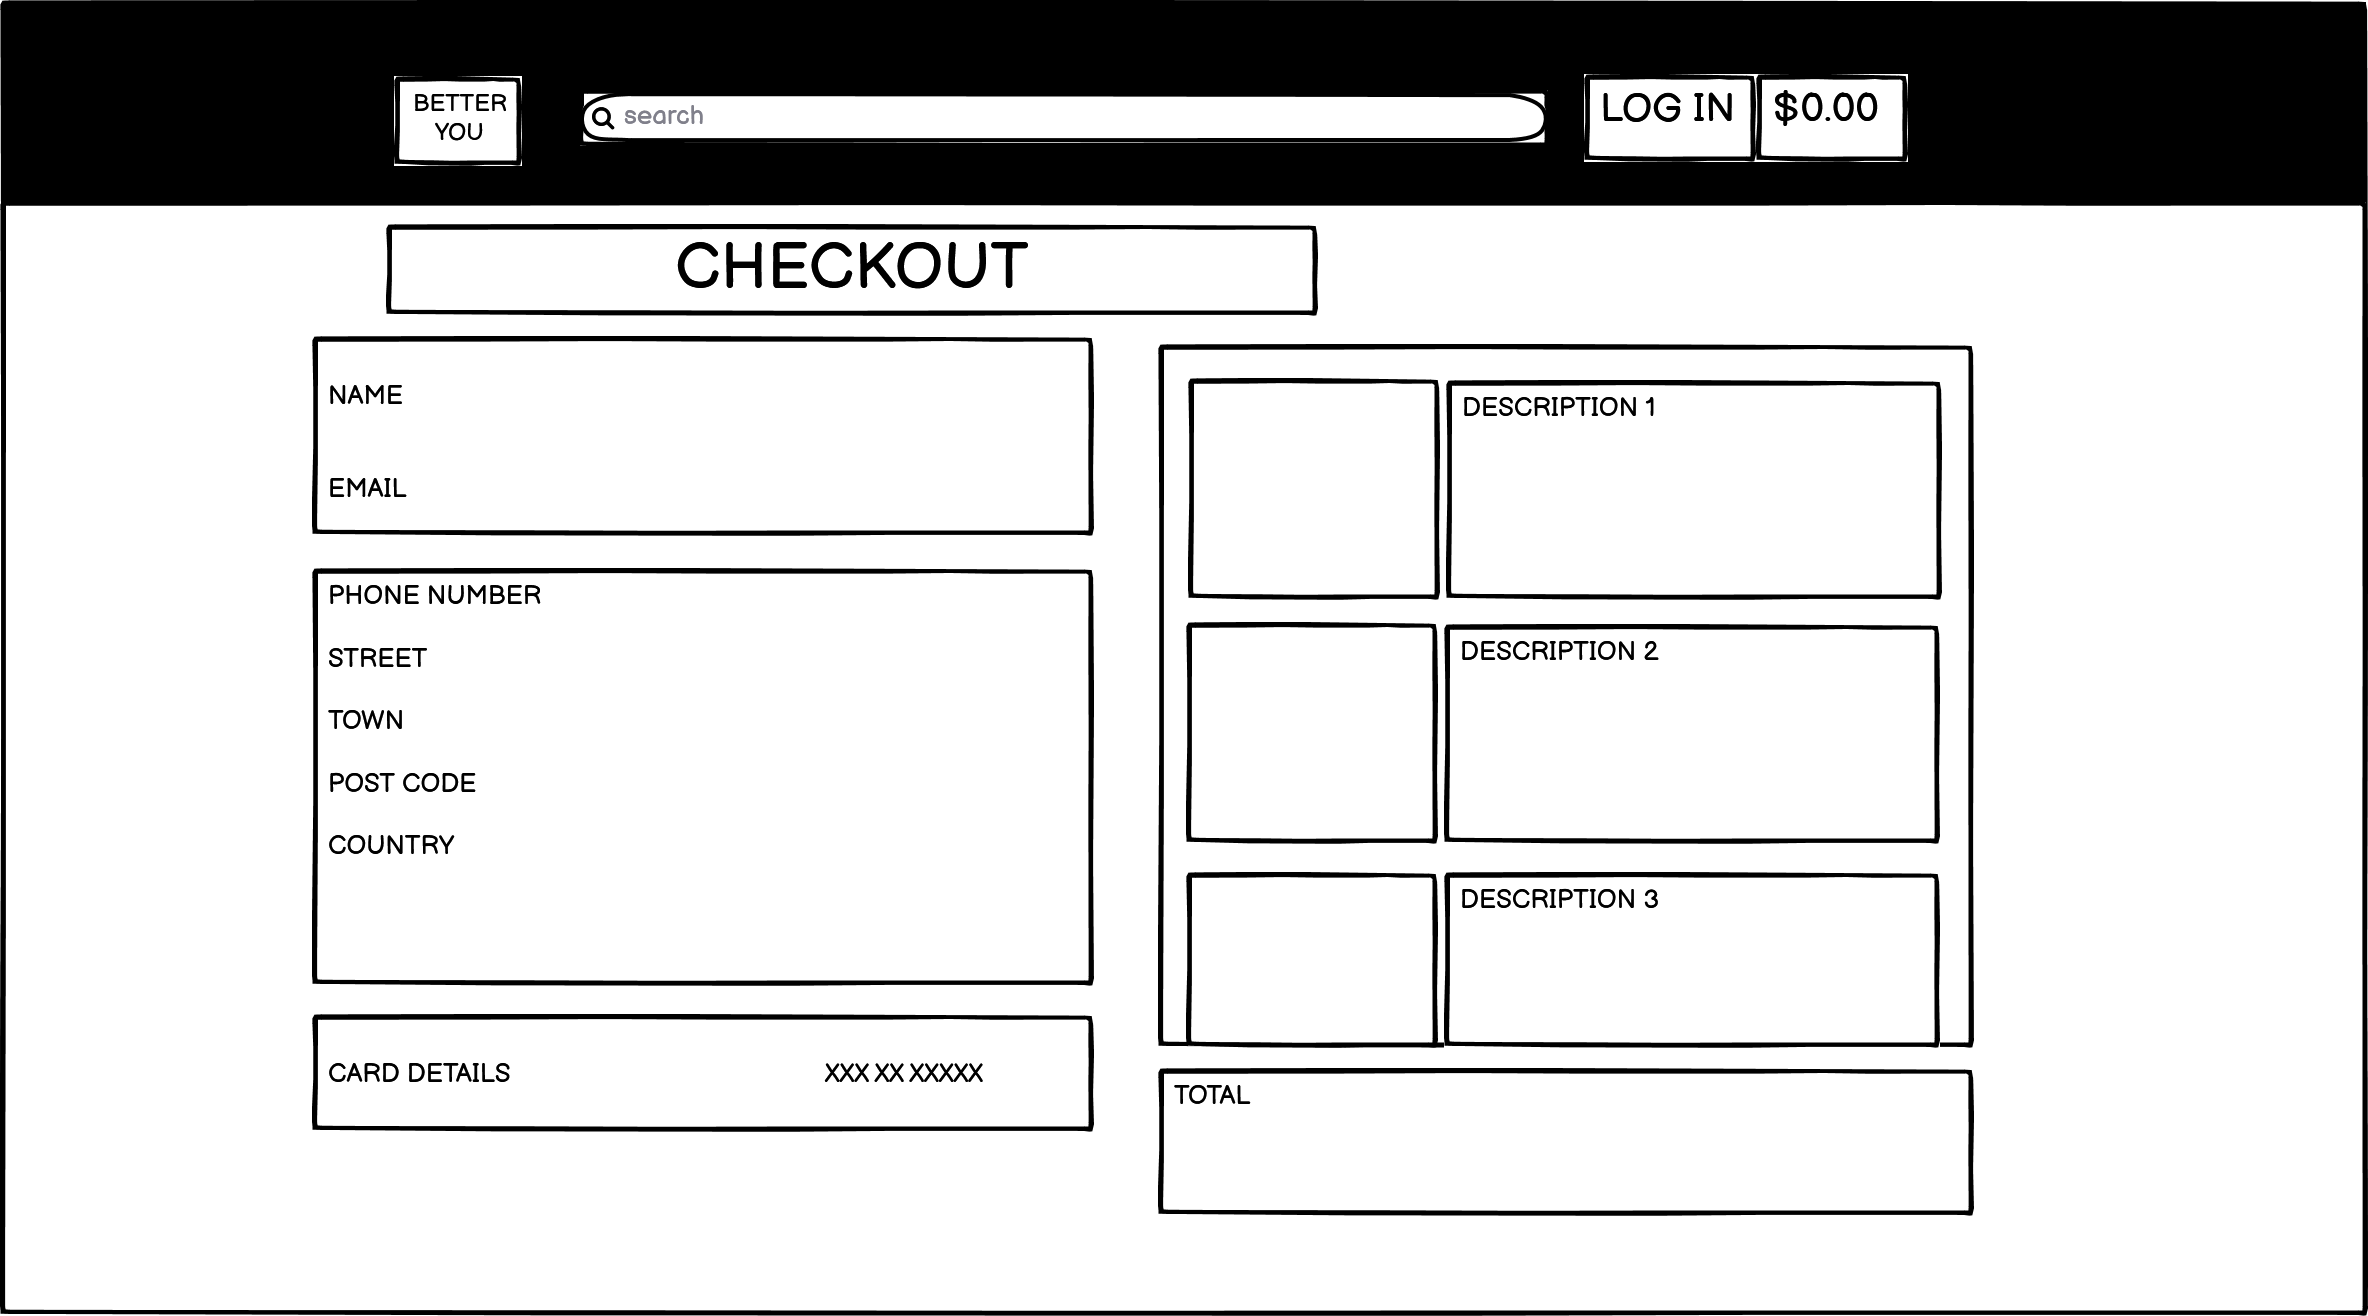 BETTER
YOU
search
LOG IN
$0.00
CHECKOUT
NAME
EMAIL
PHONE NUMBER
STREET
TOWN
POST CODE
COUNTRY
CARD DETAILS XXX XX XXXXX
DESCRIPTION 1
DESCRIPTION 2
DESCRIPTION 3
TOTAL